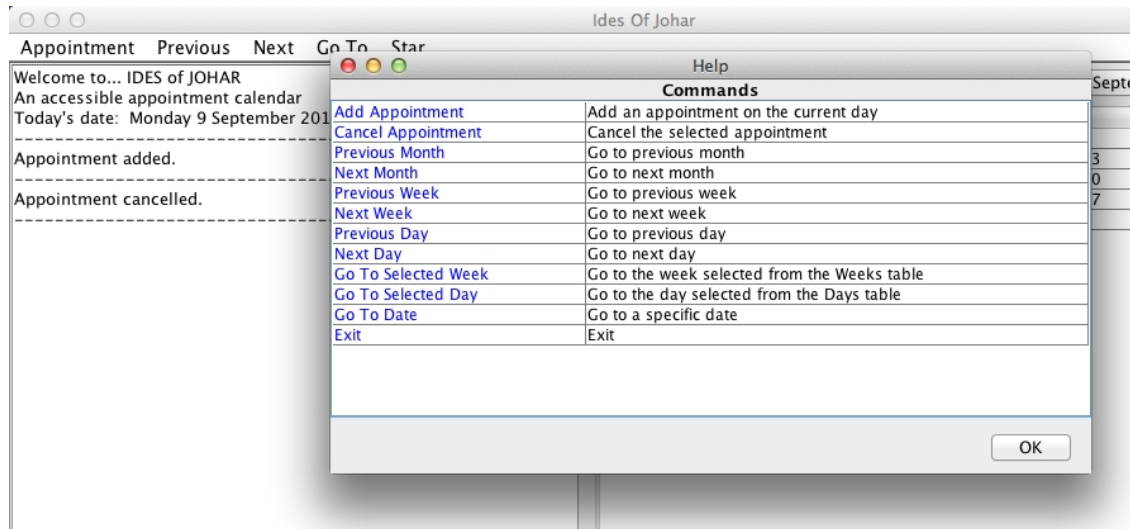 Ides Of Johar
Appointment Previous Next Go To Star
Welcome to... IDES of JOHAR
An accessible appointment calendar
Today's date: Monday 9 September 201
-----------------------------------
Appointment added.
-----------------------------------
Appointment cancelled.
-----------------------------------
Help
Commands
Add Appointment Add an appointment on the current day
Cancel Appointment Cancel the selected appointment
Previous Month Go to previous month
Next Month Go to next month
Previous Week Go to previous week
Next Week Go to next week
Previous Day Go to previous day
Next Day Go to next day
Go To Selected Week Go to the week selected from the Weeks table
Go To Selected Day Go to the day selected from the Days table
Go To Date Go to a specific date
Exit Exit
OK
Septe
3
0
7